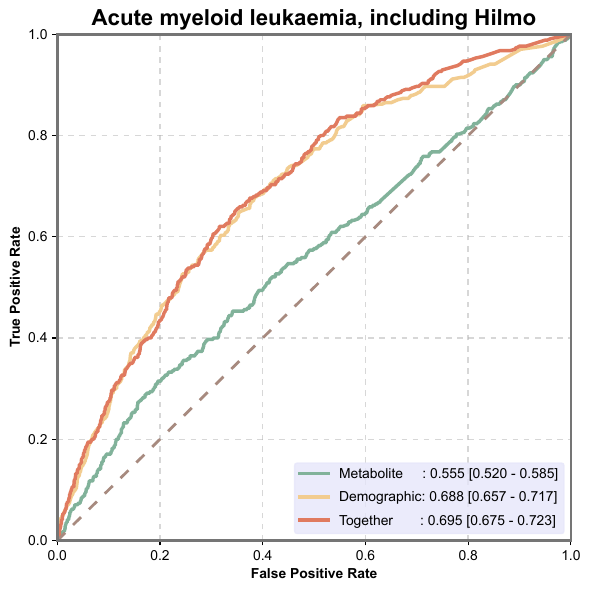 Acute myeloid leukaemia, including Hilmo
1.0
0.8
0.6
0.4
0.2
0.0
True Positive Rate
Metabolite : 0.555 [0.520 - 0.585]
Demographic: 0.688 [0.657 - 0.717]
Together : 0.695 [0.675 - 0.723]
0.0 0.2 0.4 0.6 0.8 1.0
False Positive Rate